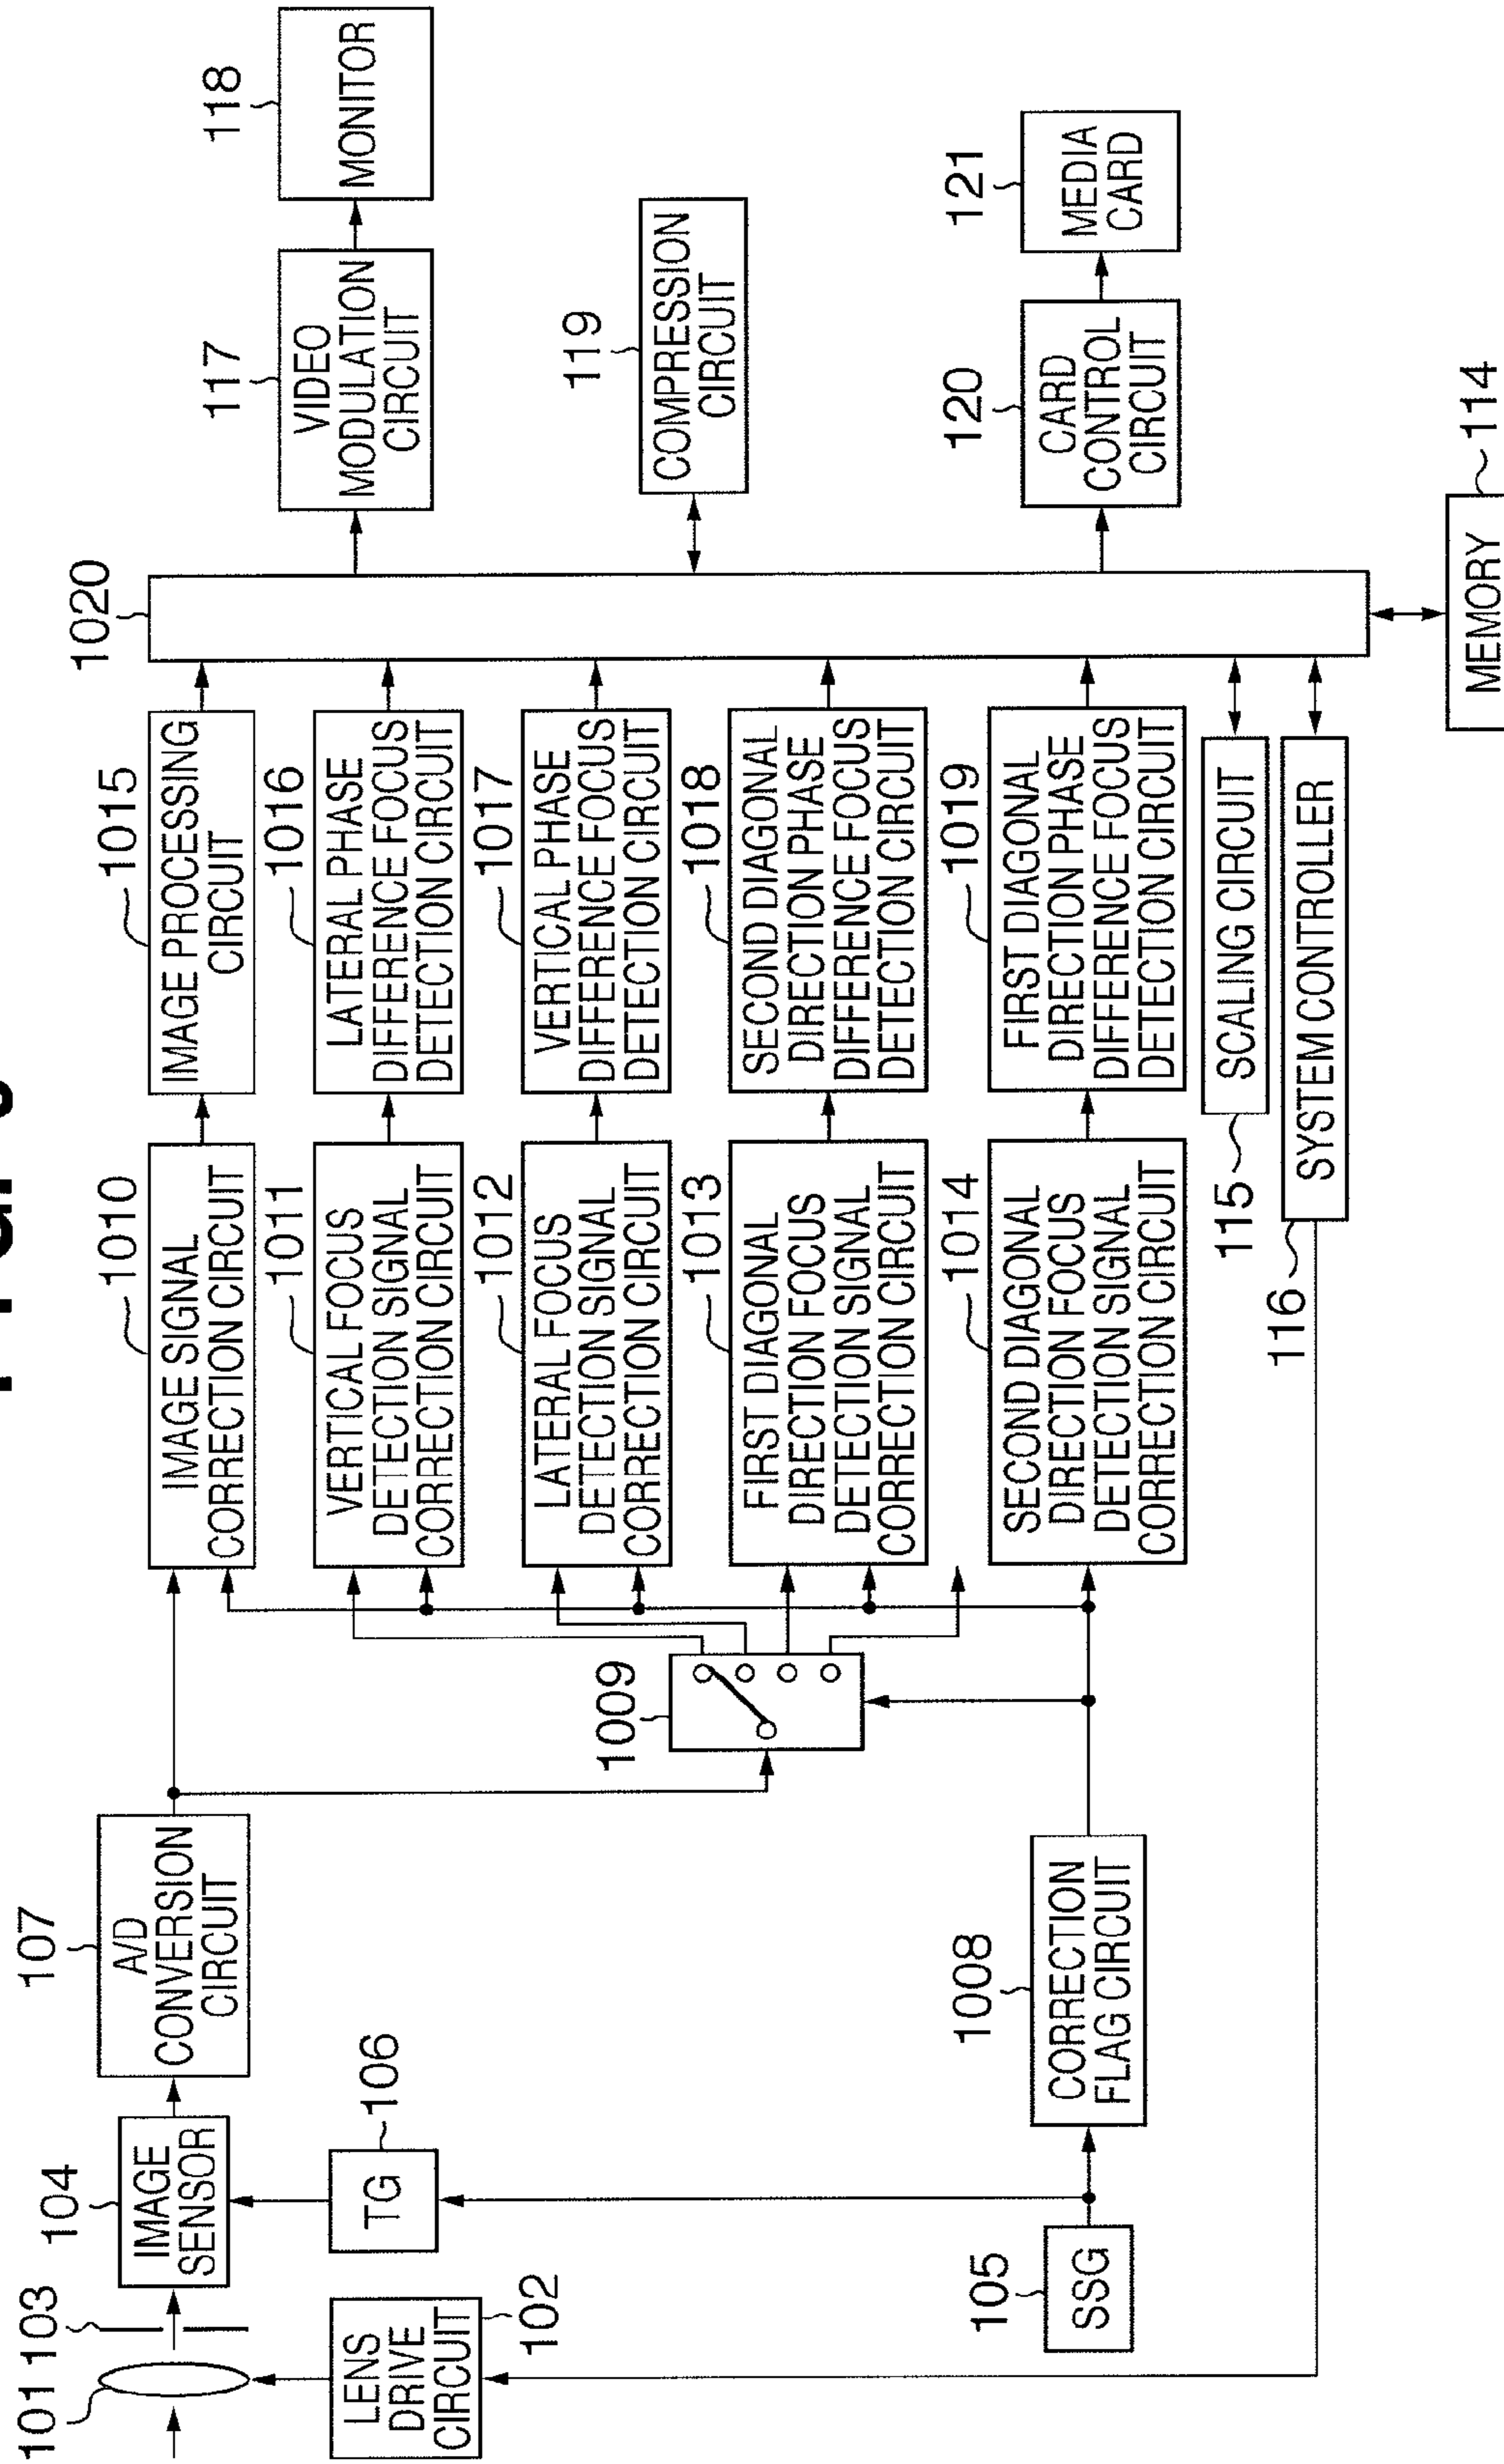 101
103
104
IMAGE
SENSOR
107
A/D
CONVERSION
CIRCUIT
LENS
DRIVE
CIRCUIT
102
TG
106
105
SSG
1008
CORRECTION
FLAG CIRCUIT
1009
1010
IMAGE SIGNAL
CORRECTION CIRCUIT
1011
VERTICAL FOCUS
DETECTION SIGNAL
CORRECTION CIRCUIT
1012
LATERAL FOCUS
DETECTION SIGNAL
CORRECTION CIRCUIT
1013
FIRST DIAGONAL
DIRECTION FOCUS
DETECTION SIGNAL
CORRECTION CIRCUIT
1014
SECOND DIAGONAL
DIRECTION FOCUS
DETECTION SIGNAL
CORRECTION CIRCUIT
1015
IMAGE PROCESSING
CIRCUIT
1016
LATERAL PHASE
DIFFERENCE FOCUS
DETECTION CIRCUIT
1017
VERTICAL PHASE
DIFFERENCE FOCUS
DETECTION CIRCUIT
1018
SECOND DIAGONAL
DIRECTION PHASE
DIFFERENCE FOCUS
DETECTION CIRCUIT
1019
FIRST DIAGONAL
DIRECTION PHASE
DIFFERENCE FOCUS
DETECTION CIRCUIT
115
SCALING CIRCUIT
116
SYSTEM CONTROLLER
1020
117
VIDEO
MODULATION
CIRCUIT
118
MONITOR
119
COMPRESSION
CIRCUIT
120
CARD
CONTROL
CIRCUIT
121
MEDIA
CARD
MEMORY
114